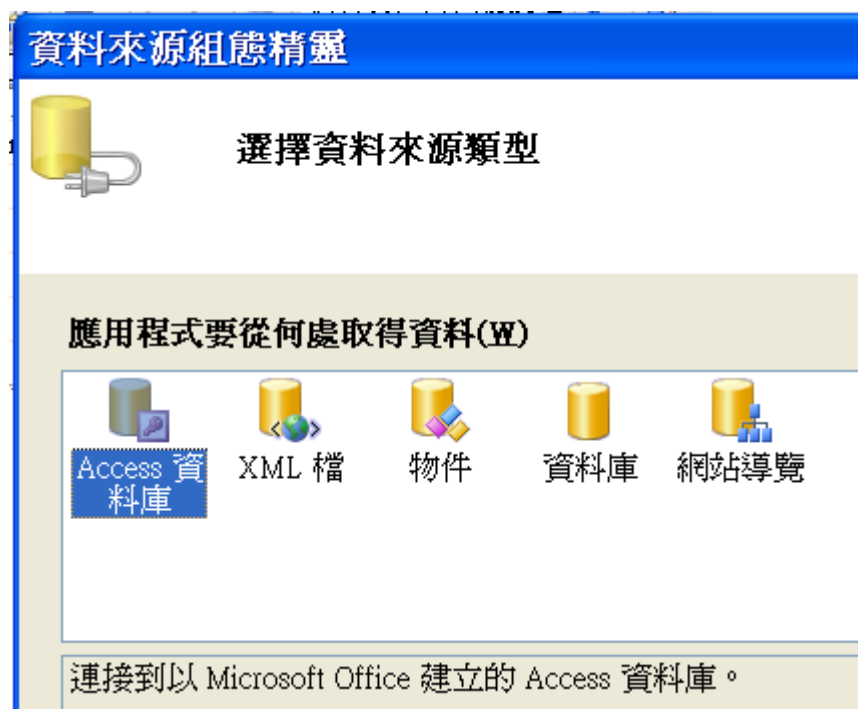 資料來源組態精靈
選擇資料來源類型
應用程式要從何處取得資料(W)
Access 資
料庫
XML 檔
物件
資料庫
網站導覽
連接到以 Microsoft Office 建立的 Access 資料庫。